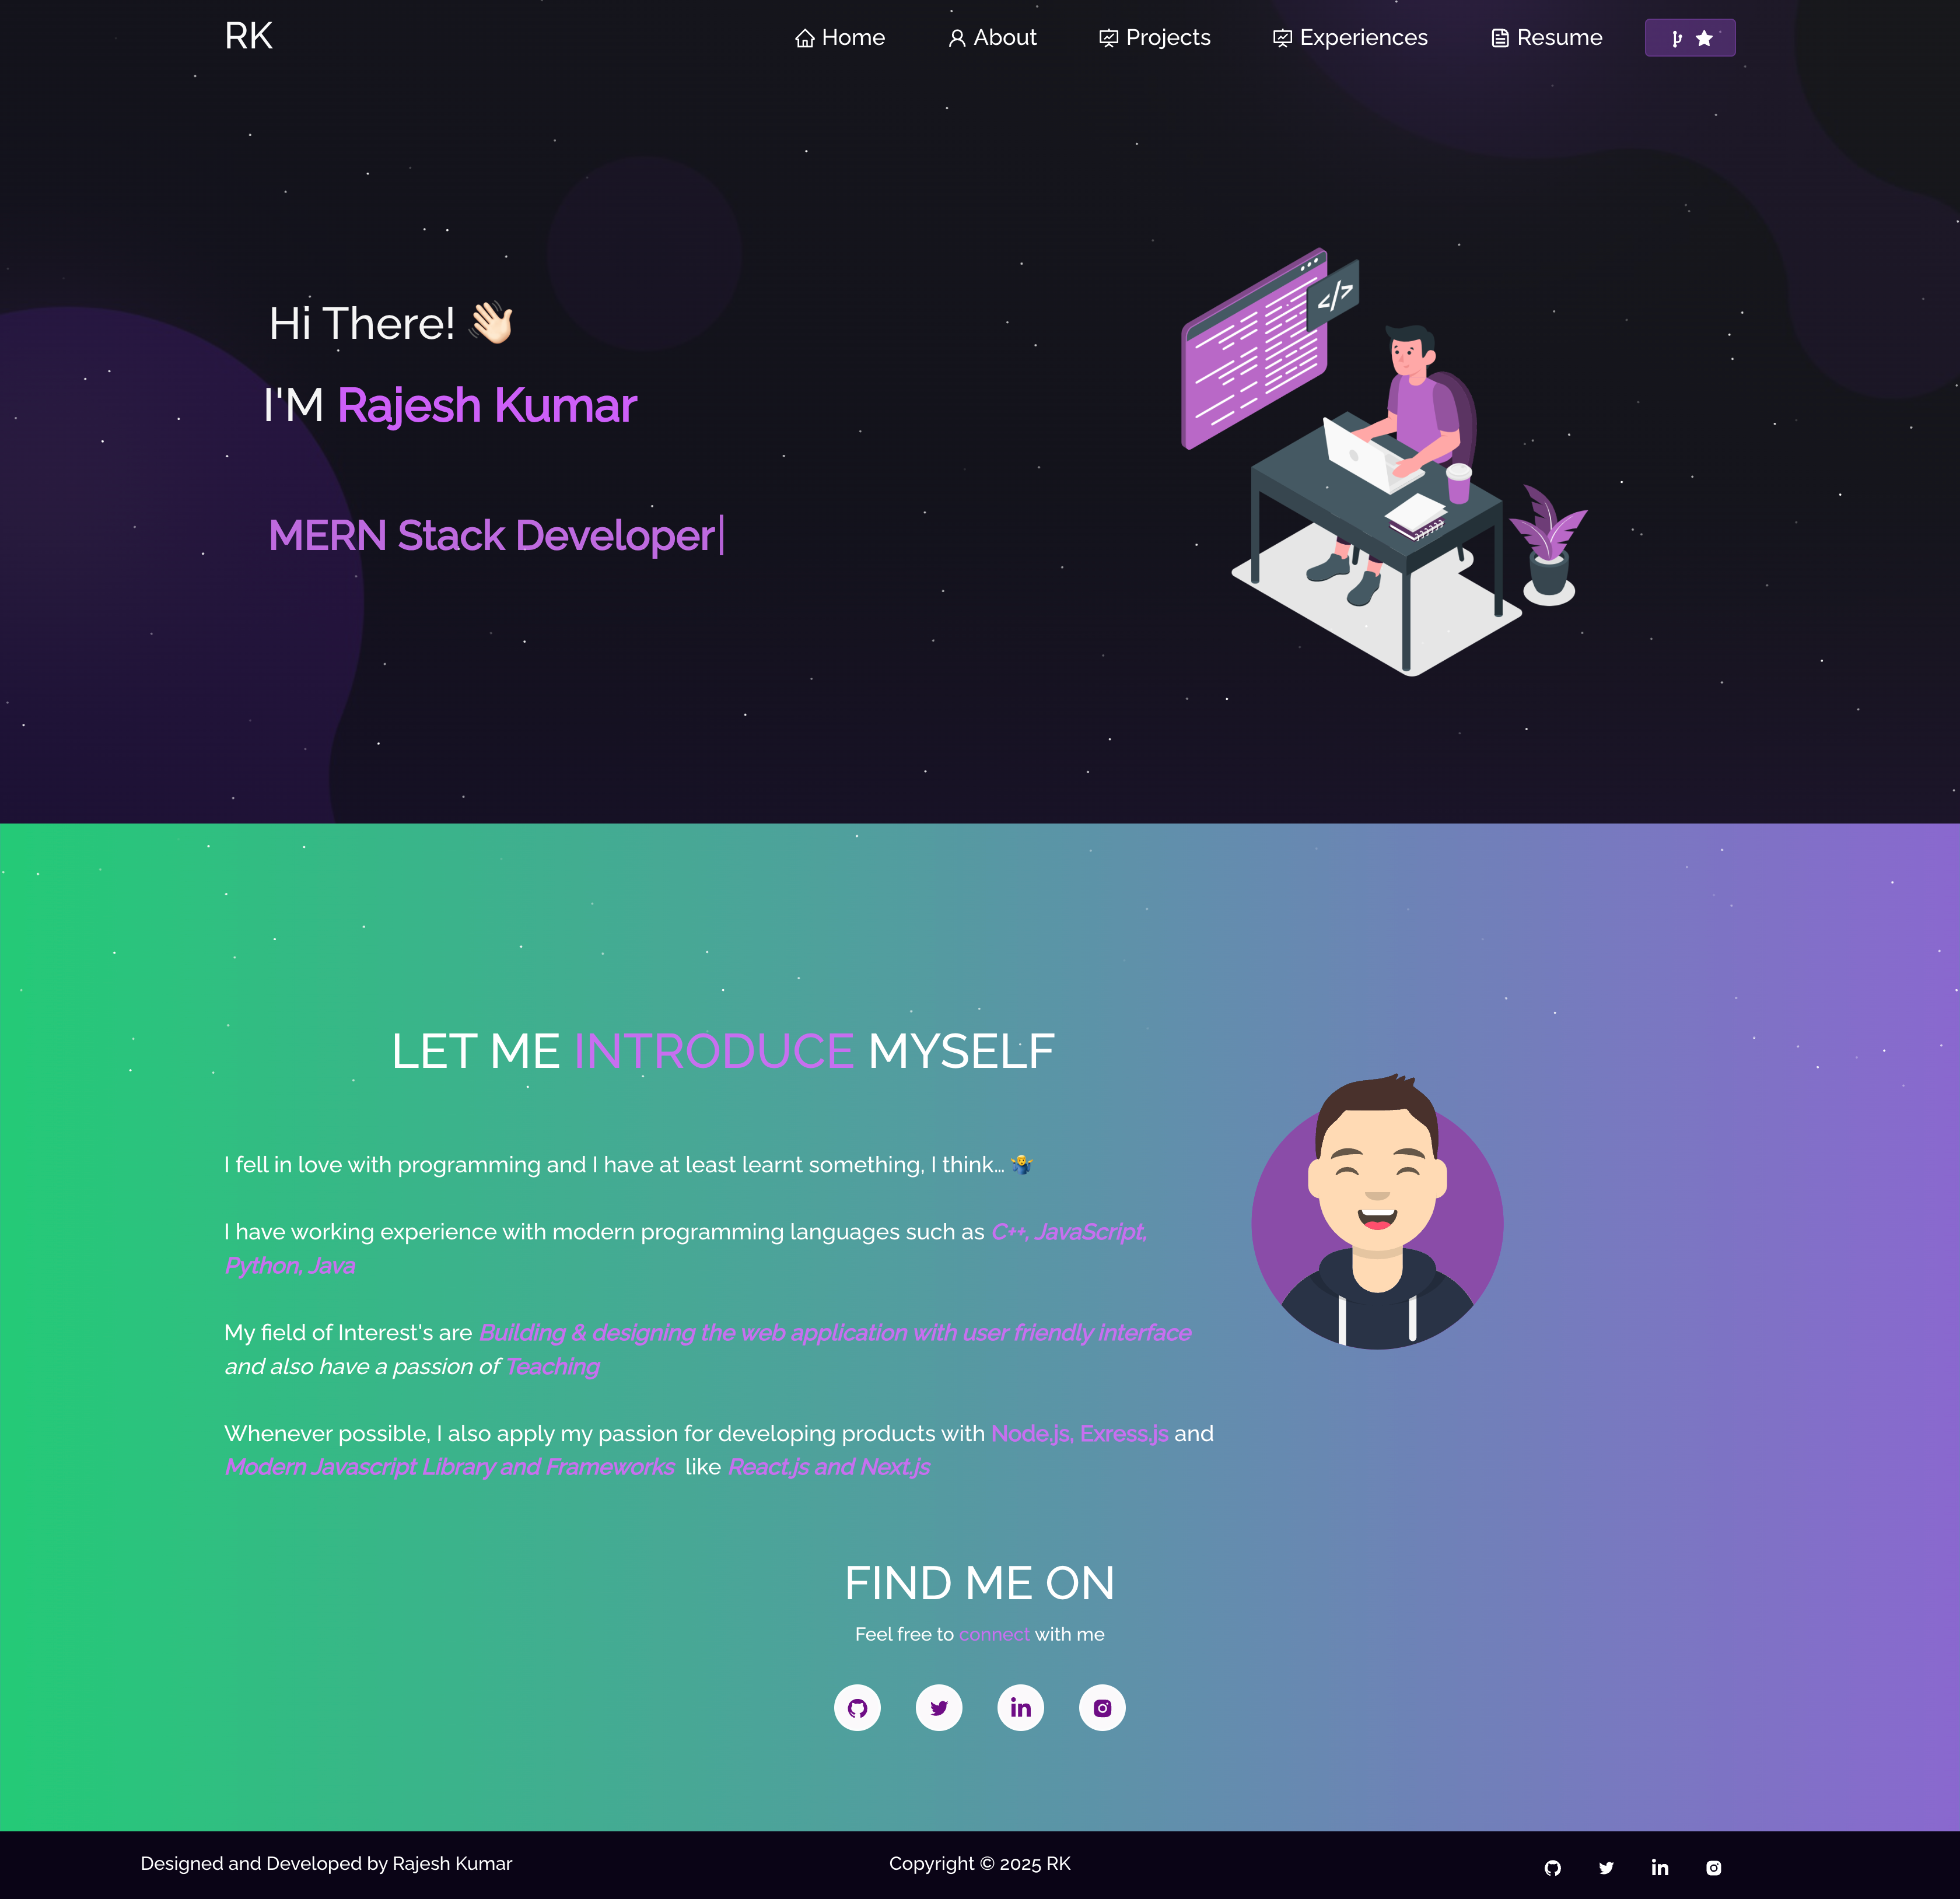 RK
Home
About
Projects
Experiences
Resume
Hi There! 👋🏻
I'M Rajesh Kumar
MERN Stack Developer|
</>
LET ME INTRODUCE MYSELF
I fell in love with programming and I have at least learnt something, I think… 🤷‍♂️
I have working experience with modern programming languages such as C++, JavaScript,
Python, Java
My field of Interest's are Building & designing the web application with user friendly interface
and also have a passion of Teaching
Whenever possible, I also apply my passion for developing products with Node.js, Exress.js and
Modern Javascript Library and Frameworks like React.js and Next.js
FIND ME ON
Feel free to connect with me
Designed and Developed by Rajesh Kumar
Copyright © 2025 RK